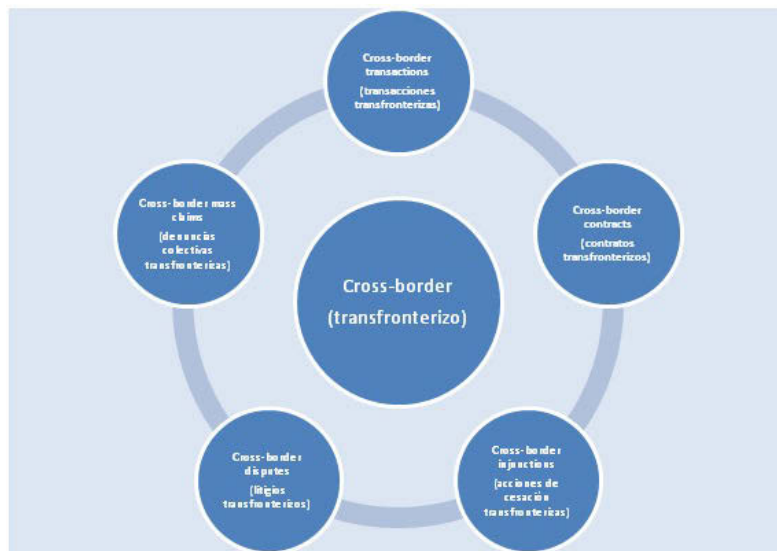 Cross-border
transactions
(transacciones
transfronterizas)
Cross-border mass
claims
(denuncias
colectivas
transfronterizas)
Cross-border
contracts
(contratos
transfronterizos)
Cross-border
(transfronterizo)
Cross-border
disputes
(litigios
transfronterizos)
Cross-border
injunctions
(acciones de
cesación
transfronterizas)